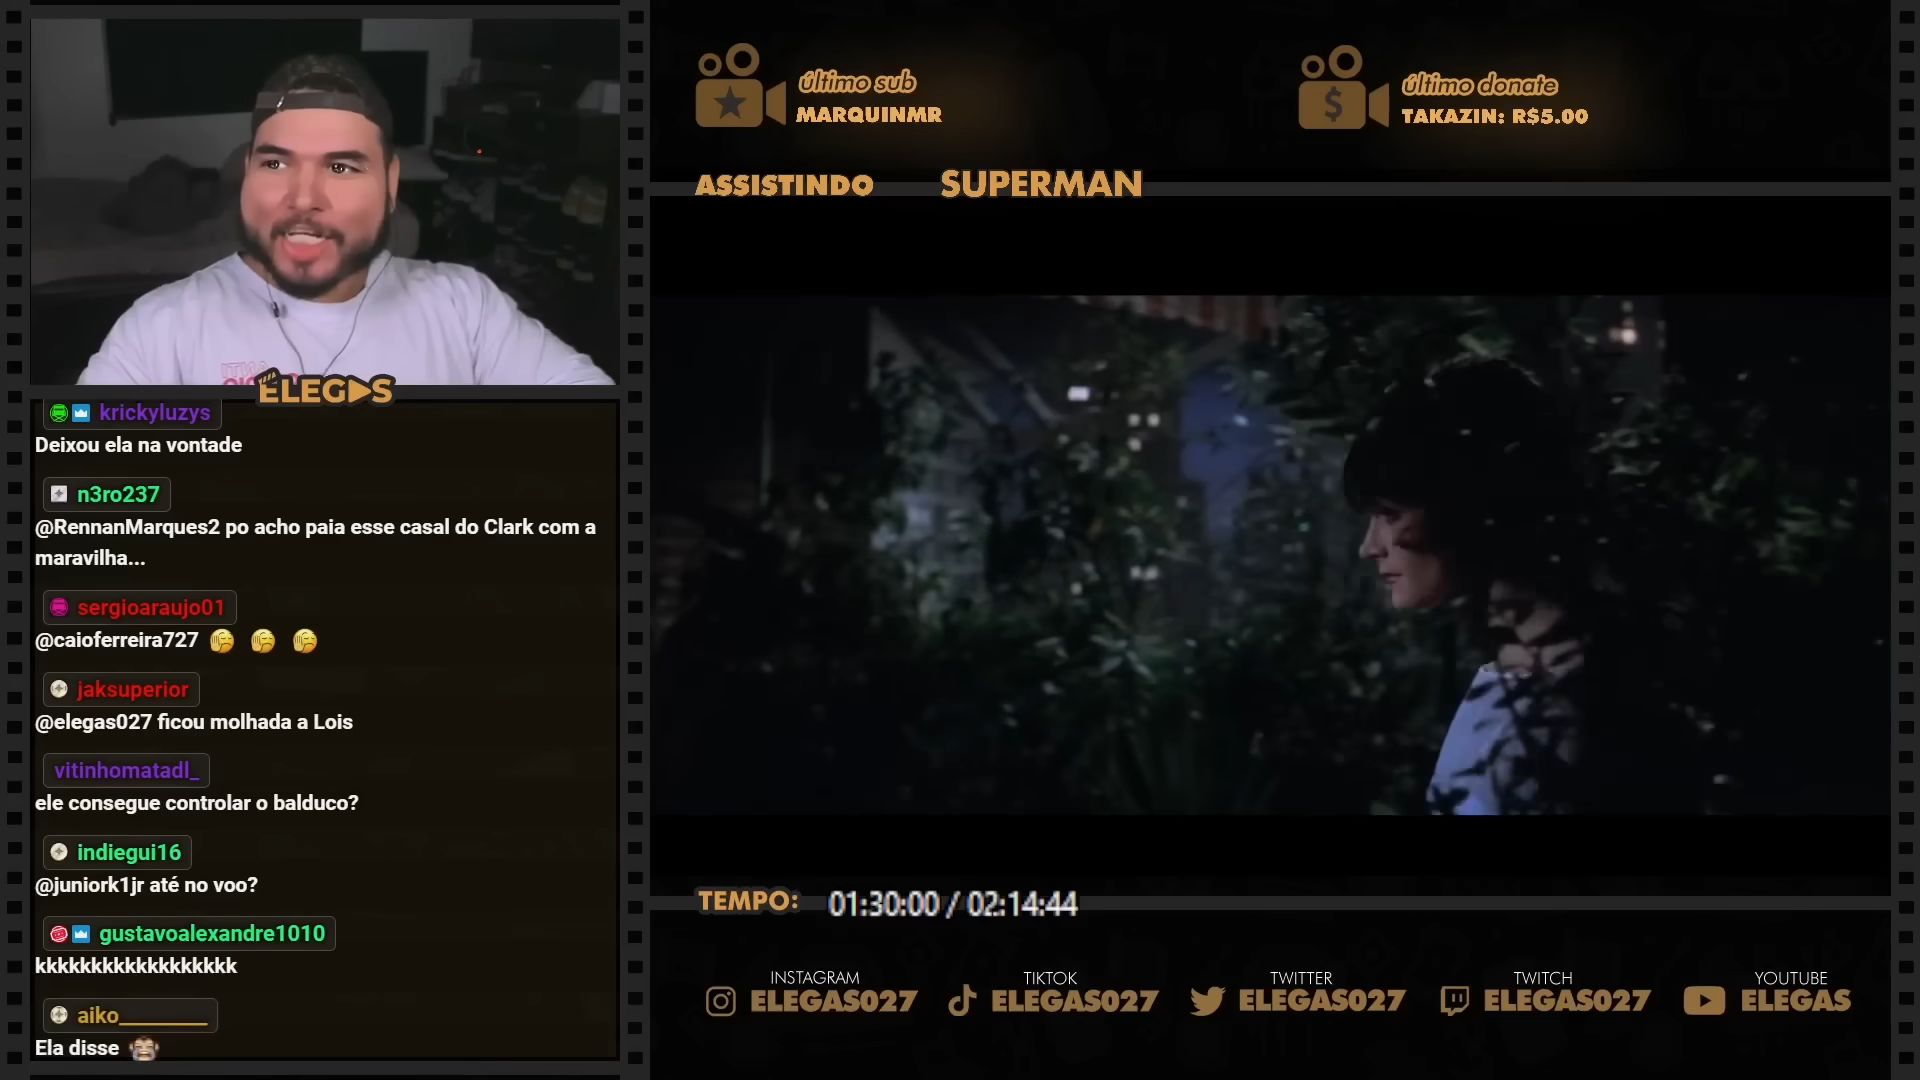 último sub
MARQUINMR
último donate
TAKAZIN: R$5.00
ASSISTINDO SUPERMAN
ELEGAS
krickyluzys
Deixou ela na vontade
n3ro237
@RennanMarques2 po acho paia esse casal do Clark com a
maravilha...
sergioaraujo01
@caioferreira727
jaksuperior
@elegas027 ficou molhada a Lois
vitinhomatadl_
ele consegue controlar o balduco?
indiegui16
@juniork1jr até no voo?
gustavoalexandre1010
kkkkkkkkkkkkkkkkkk
aiko________
Ela disse
TEMPO: 01:30:00 / 02:14:44
INSTAGRAM
ELEGAS027
TIKTOK
ELEGAS027
TWITTER
ELEGAS027
TWITCH
ELEGAS027
YOUTUBE
ELEGAS